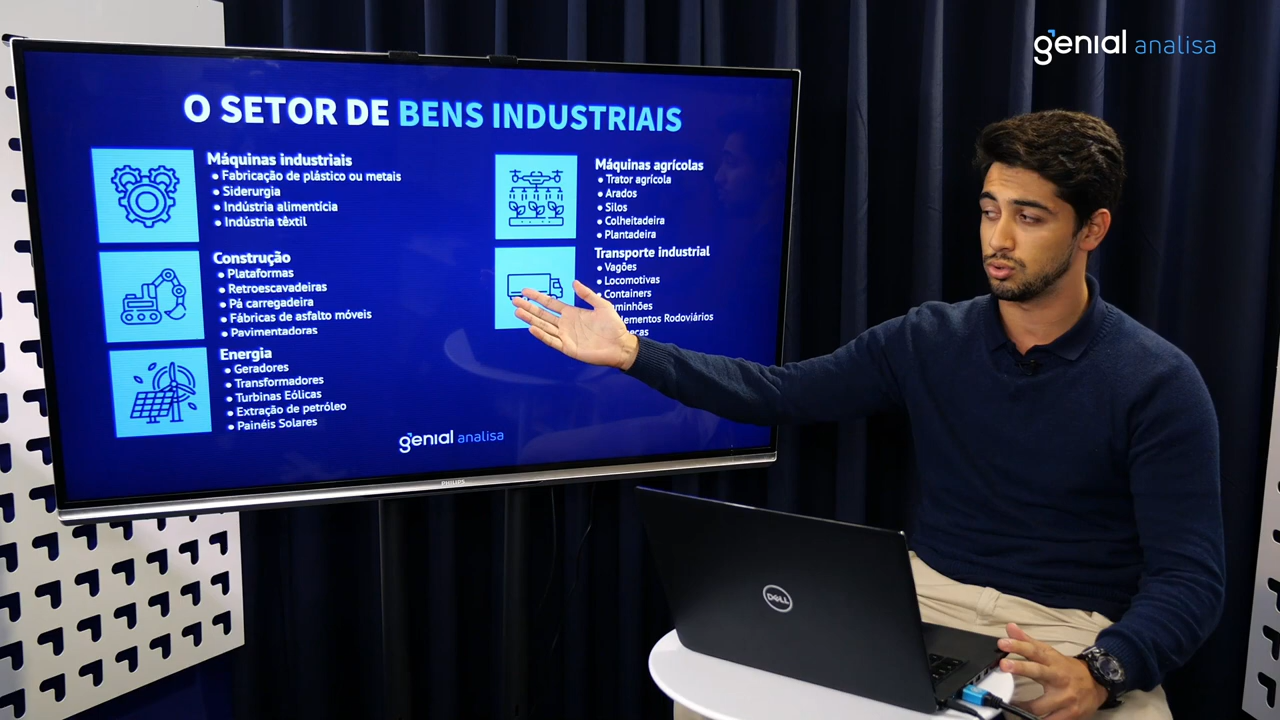 genial analisa
O SETOR DE BENS INDUSTRIAIS
Máquinas industriais
• Fabricação de plástico ou metais
• Siderurgia
• Indústria alimentícia
• Indústria têxtil
Construção
• Plataformas
• Retroescavadeiras
• Pá carregadeira
• Fábricas de asfalto móveis
• Pavimentadoras
Energia
• Geradores
• Transformadores
• Turbinas Eólicas
• Extração de petróleo
• Painéis Solares
Máquinas agrícolas
• Trator agrícola
• Arados
• Silos
• Colheitadeira
• Plantadeira
Transporte industrial
• Vagões
• Locomotivas
• Containers
Rodoviários
genial analisa
PHILIPS
DELL